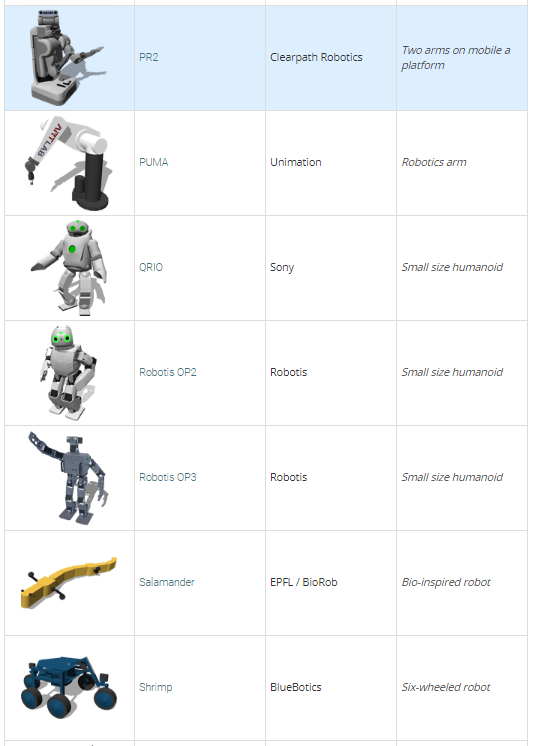 PR2
Clearpath Robotics
Two arms on mobile a
platform
ARTLAB
PUMA
Unimation
Robotics arm
QRIO
Sony
Small size humanoid
Robotis OP2
Robotis
Small size humanoid
Robotis OP3
Robotis
Small size humanoid
Salamander
EPFL / BioRob
Bio-inspired robot
Shrimp
BlueBotics
Six-wheeled robot